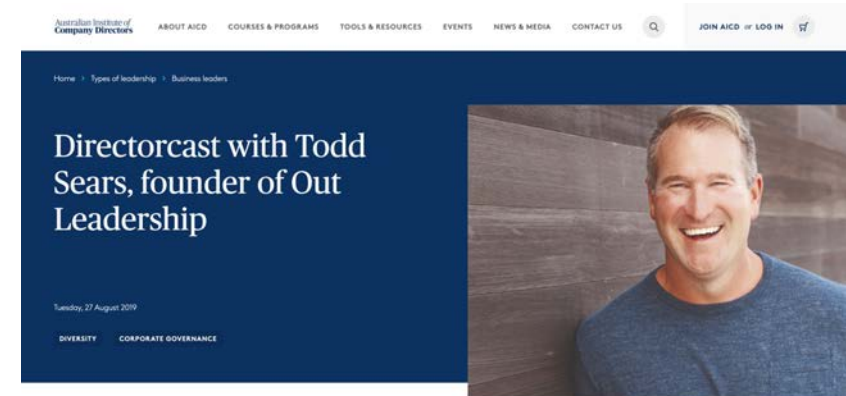 Australian Institute of
Company Directors
ABOUT AICD
COURSES & PROGRAMS
TOOLS & RESOURCES
EVENTS
NEWS & MEDIA
CONTACT US
JOIN AICD or LOG IN
Home > Types of leadership > Business leaders
Directorcast with Todd
Sears, founder of Out
Leadership
Tuesday, 27 August 2019
DIVERSITY
CORPORATE GOVERNANCE